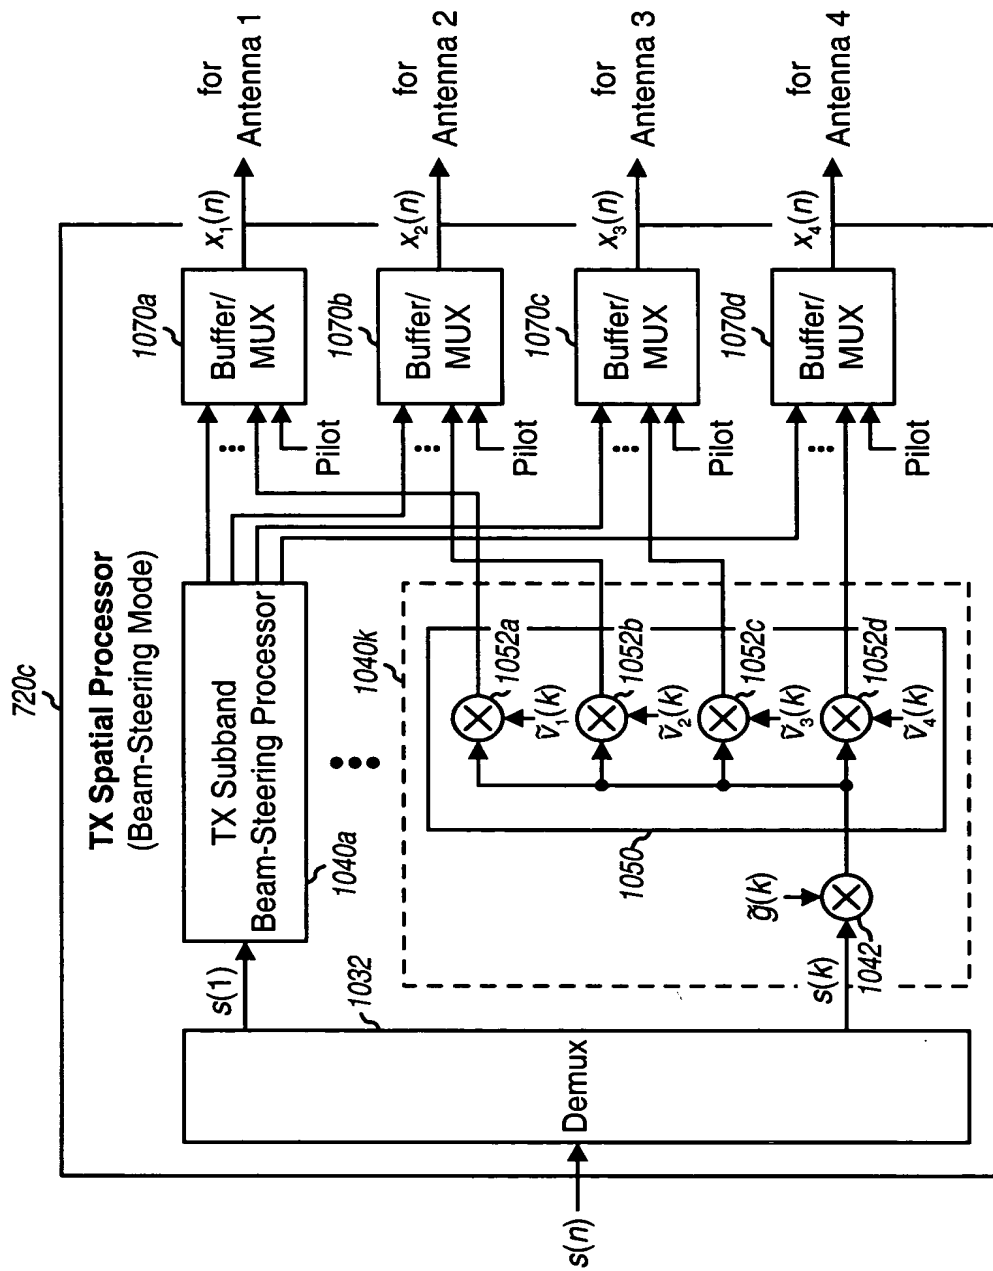 720c
TX Spatial Processor
(Beam-Steering Mode)
s(n)
Demux
1032
s(1)
s(k)
TX Subband
Beam-Steering Processor
1040a
1040k
g̃(k)
1042
1050
1052a
ṽ₁(k)
1052b
ṽ₂(k)
1052c
ṽ₃(k)
1052d
ṽ₄(k)
1070a
Buffer/
MUX
Pilot
x₁(n)
for
Antenna 1
1070b
Buffer/
MUX
Pilot
x₂(n)
for
Antenna 2
1070c
Buffer/
MUX
Pilot
x₃(n)
for
Antenna 3
1070d
Buffer/
MUX
Pilot
x₄(n)
for
Antenna 4